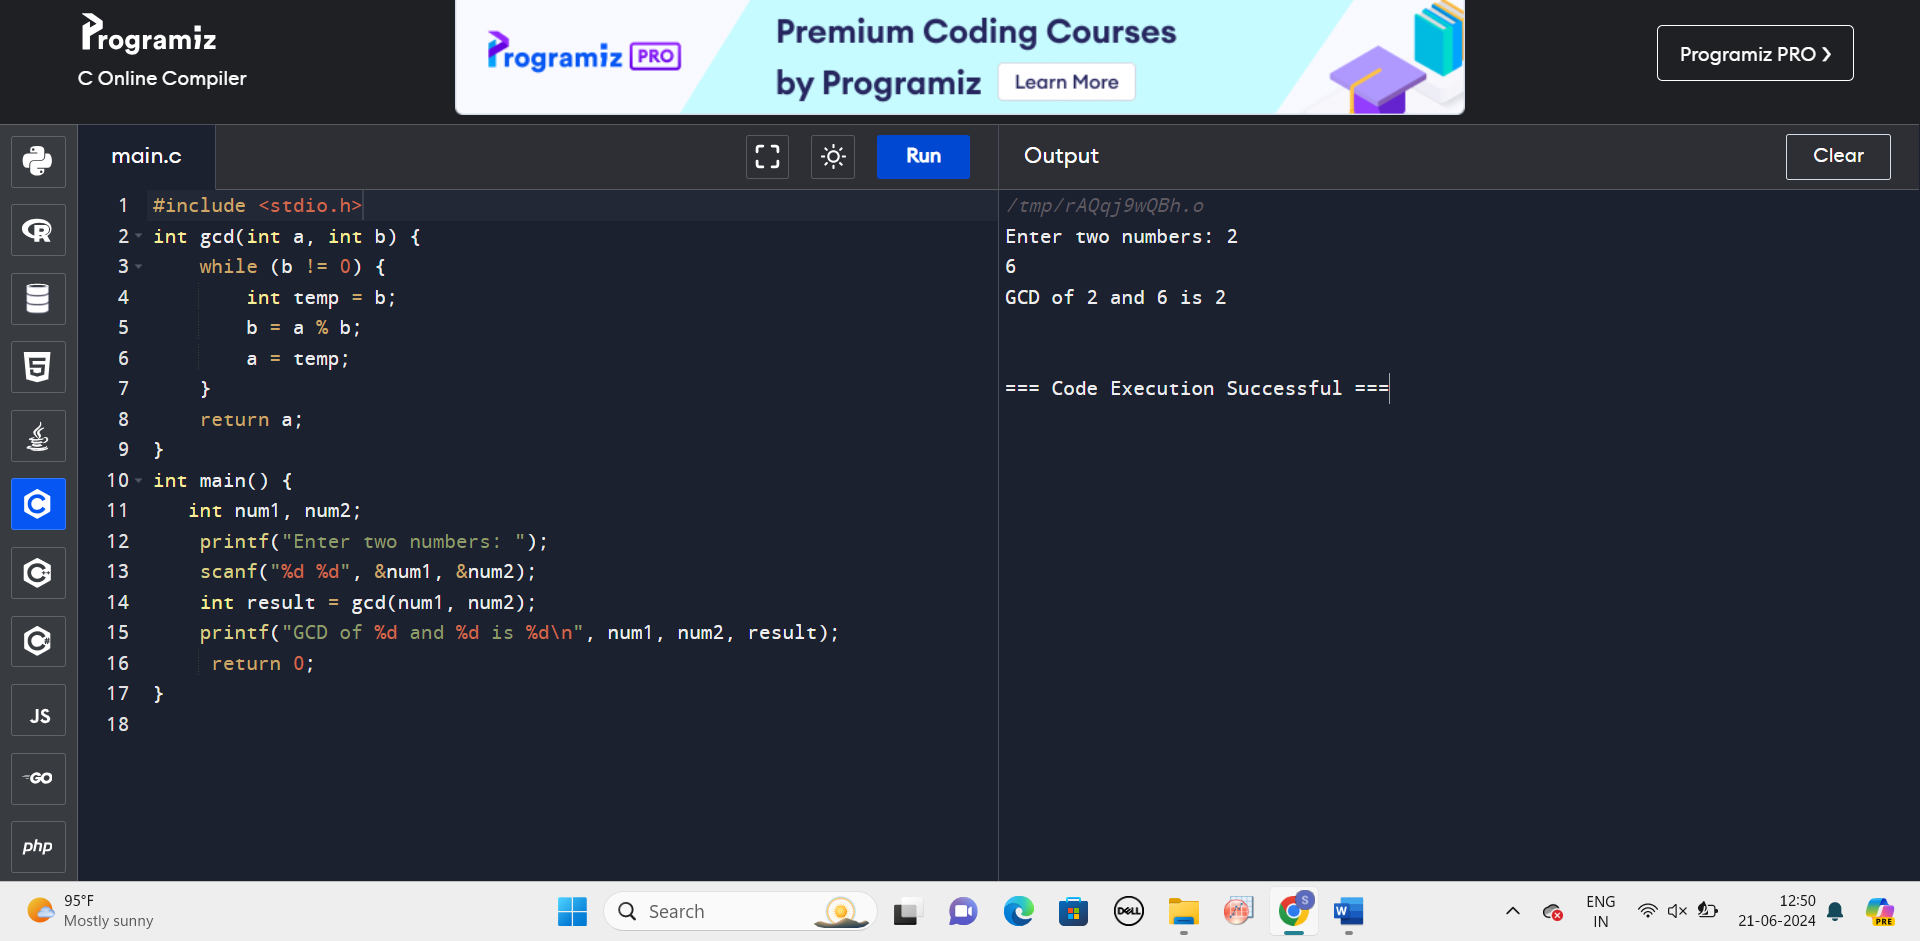 Programiz
C Online Compiler
Programiz PRO
Premium Coding Courses
by Programiz
Learn More
Programiz PRO ❯
main.c
Run
Output
Clear
1 #include <stdio.h>
2 int gcd(int a, int b) {
3 while (b != 0) {
4 int temp = b;
5 b = a % b;
6 a = temp;
7 }
8 return a;
9 }
10 int main() {
11 int num1, num2;
12 printf("Enter two numbers: ");
13 scanf("%d %d", &num1, &num2);
14 int result = gcd(num1, num2);
15 printf("GCD of %d and %d is %d\n", num1, num2, result);
16 return 0;
17 }
18
/tmp/rAQqj9wQBh.o
Enter two numbers: 2
6
GCD of 2 and 6 is 2
=== Code Execution Successful ===
R
5
C
C
C
JS
GO
php
95°F
Mostly sunny
Search
DELL
S
W
ENG
IN
12:50
21-06-2024
PRE